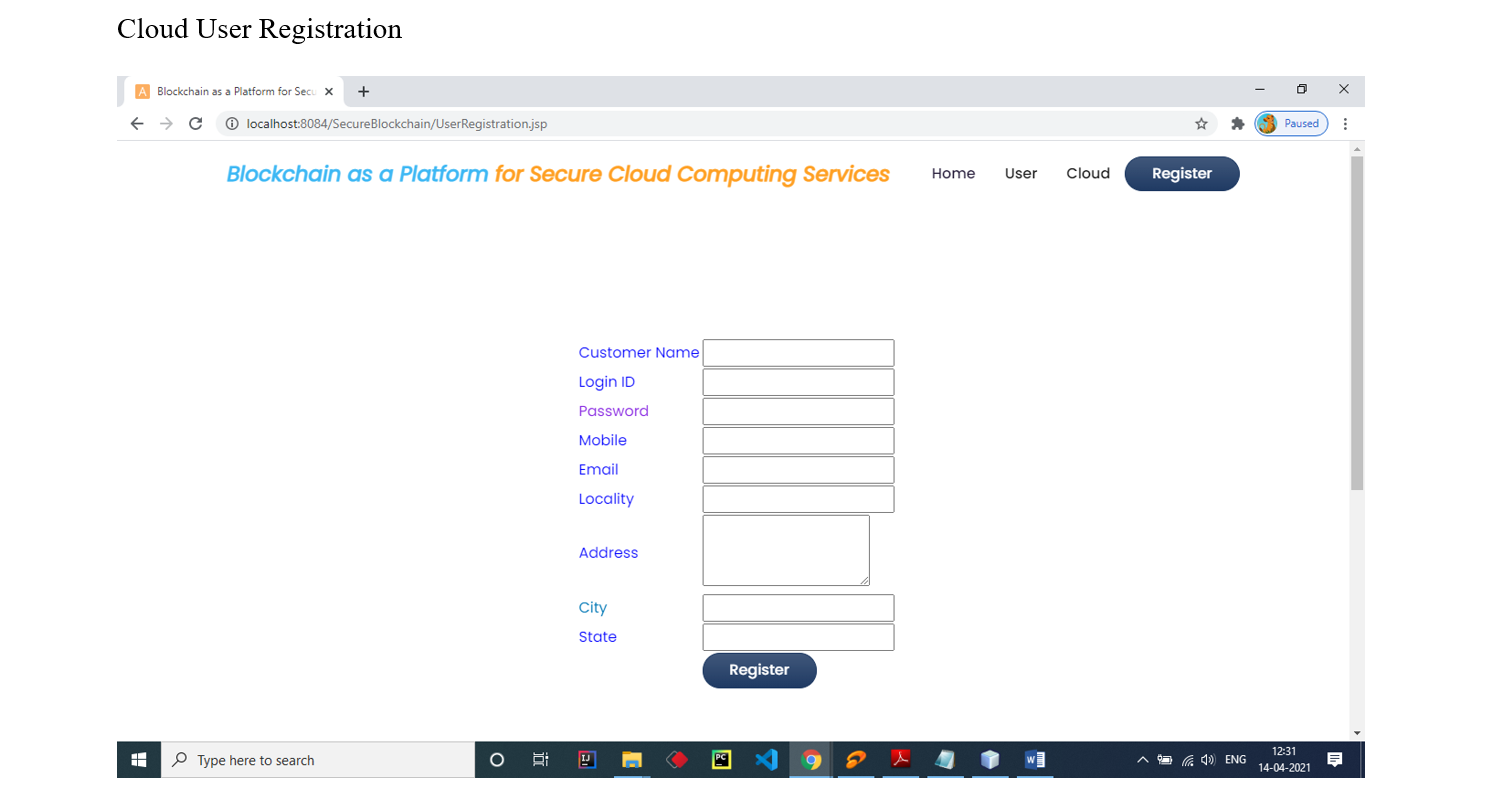 Cloud User Registration
Blockchain as a Platform for Secu
localhost:8084/SecureBlockchain/UserRegistration.jsp
Paused
Blockchain as a Platform for Secure Cloud Computing Services
Home User Cloud Register
Customer Name
Login ID
Password
Mobile
Email
Locality
Address
City
State
Register
Type here to search
ENG
12:31
14-04-2021